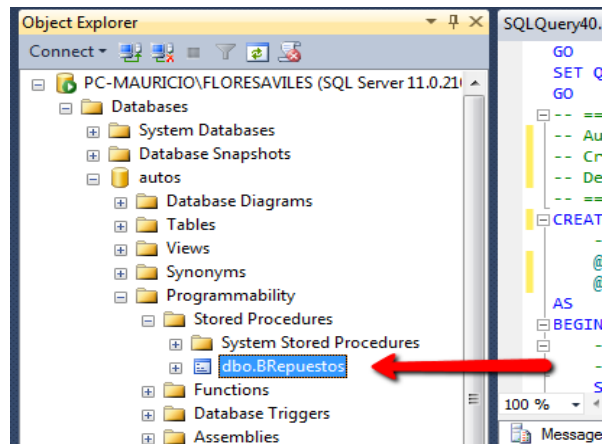 Object Explorer
Connect
PC-MAURICIO\FLORESAVILES (SQL Server 11.0.21
Databases
System Databases
Database Snapshots
autos
Database Diagrams
Tables
Views
Synonyms
Programmability
Stored Procedures
System Stored Procedures
dbo.BRepuestos
Functions
Database Triggers
Assemblies
SQLQuery40.
GO
SET Q
GO
-- ==
-- Au
-- Cr
-- De
-- ==
CREAT
-
@
@
AS
BEGIN
-
-
S
100 %
Message